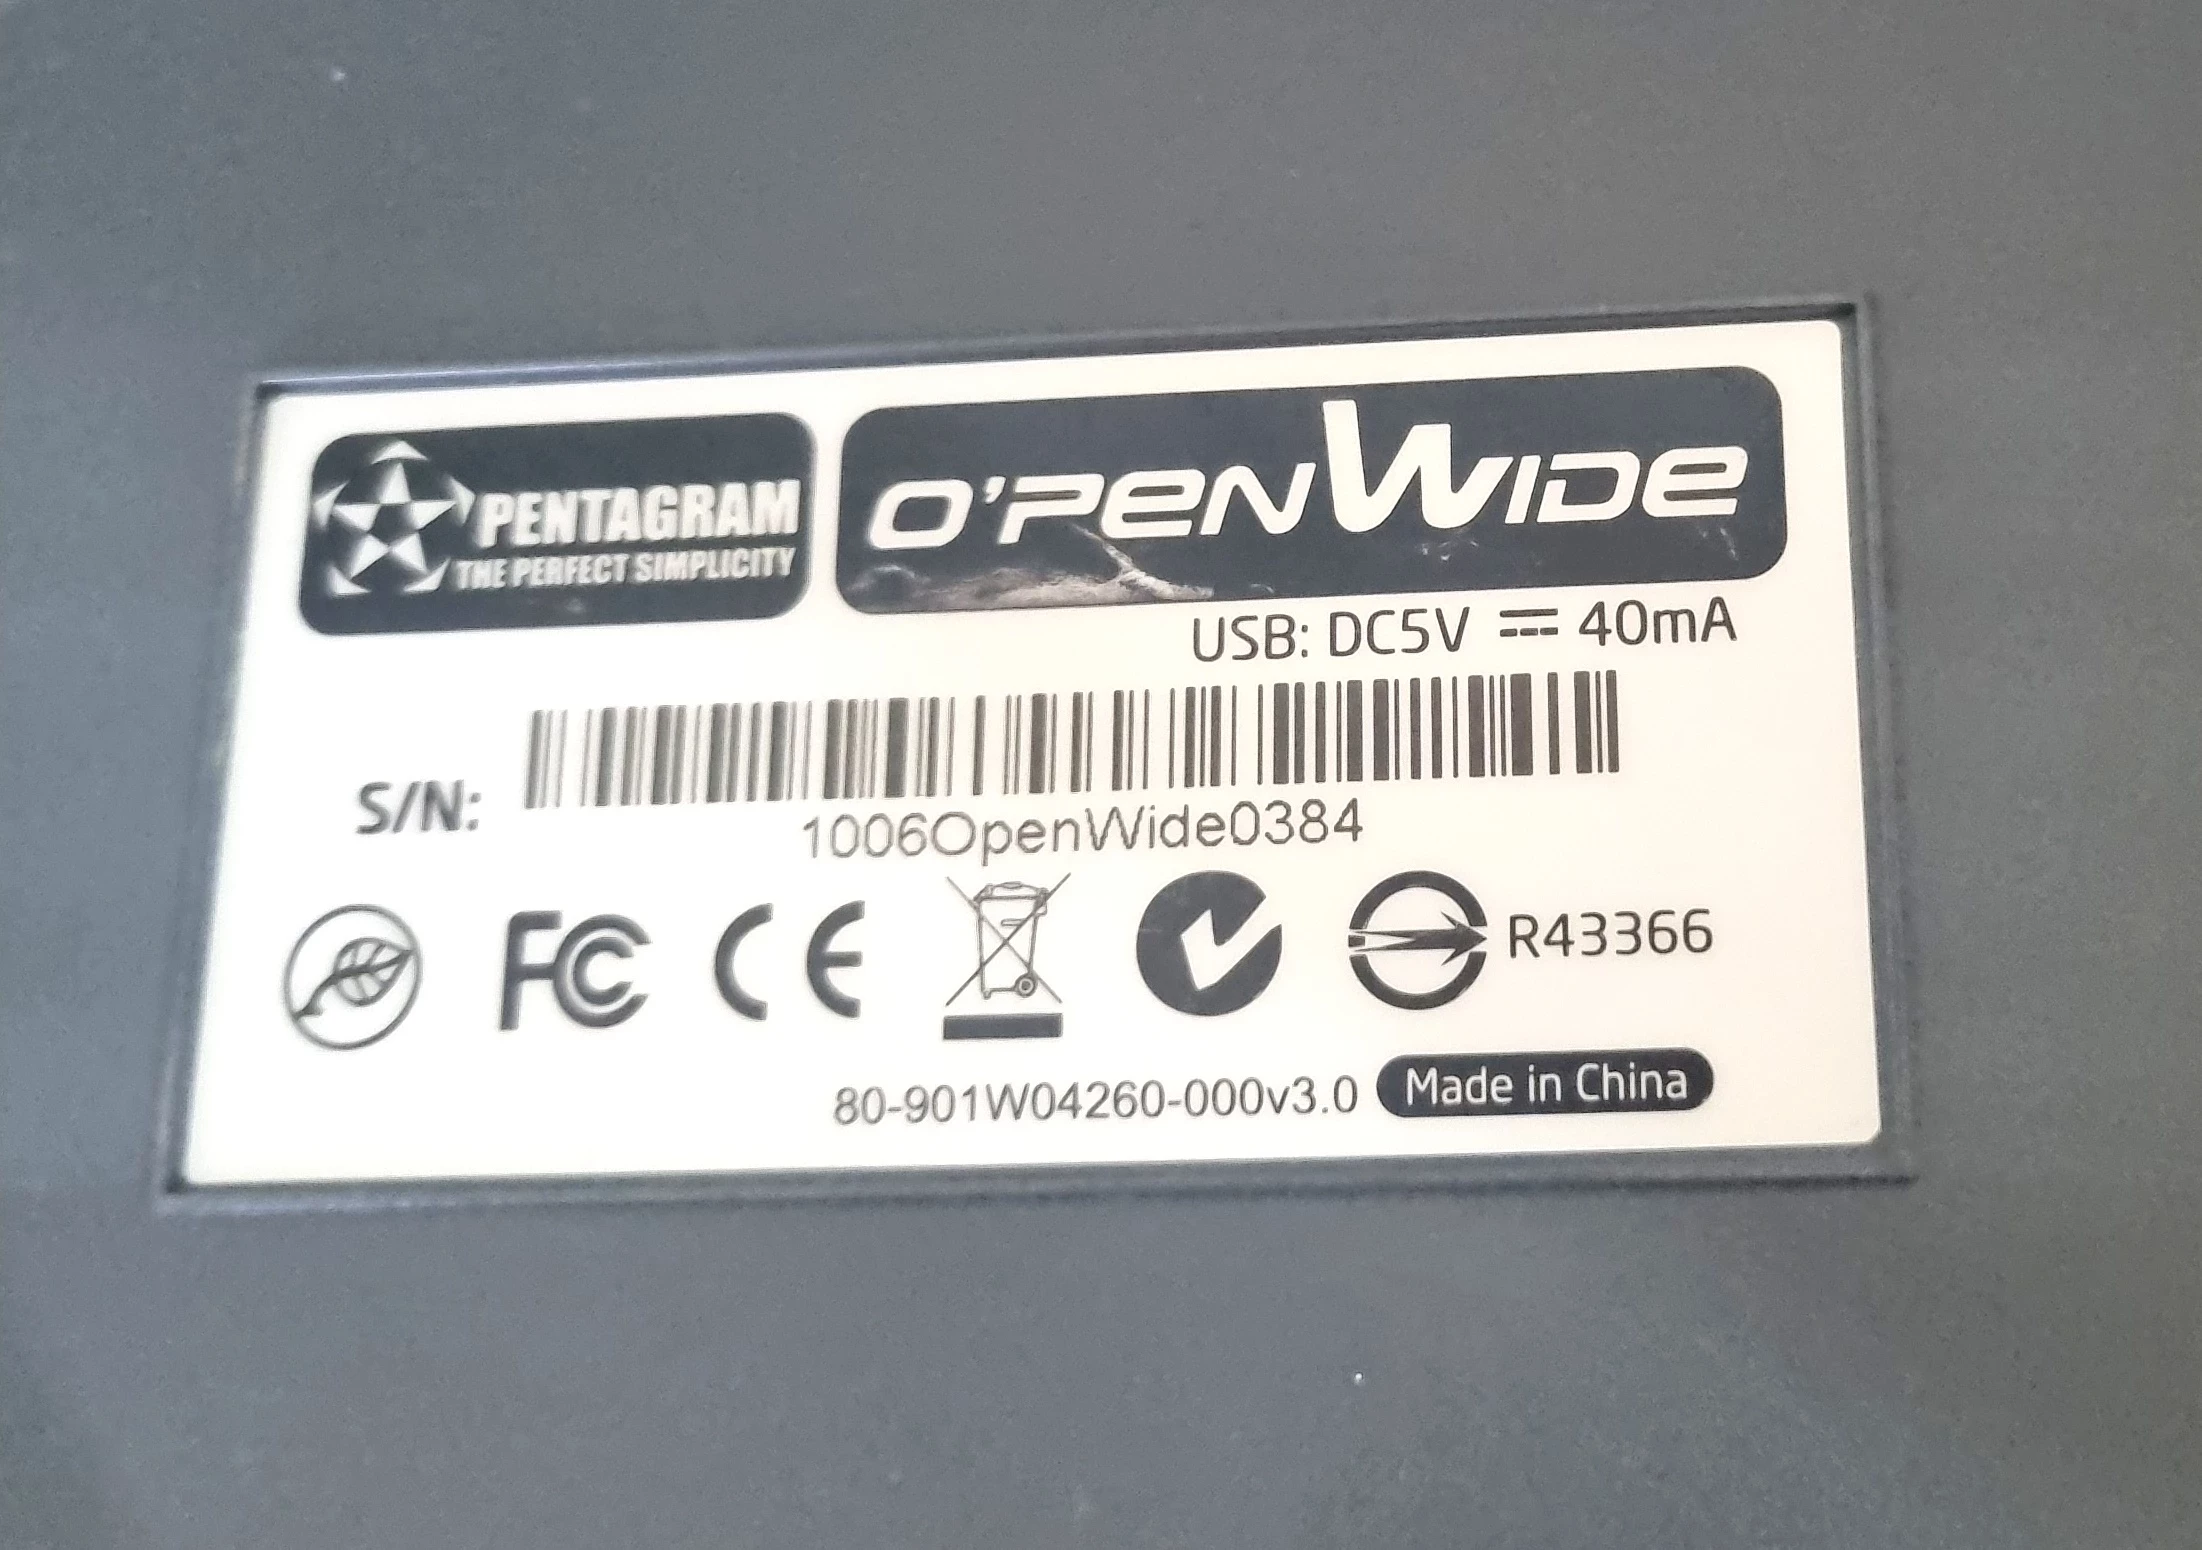 PENTAGRAM
THE PERFECT SIMPLICITY
O'PENWIDE
USB: DC5V ⎓ 40mA
S/N:
1006OpenWide0384
FC CE R43366
80-901W04260-000v3.0 Made in China